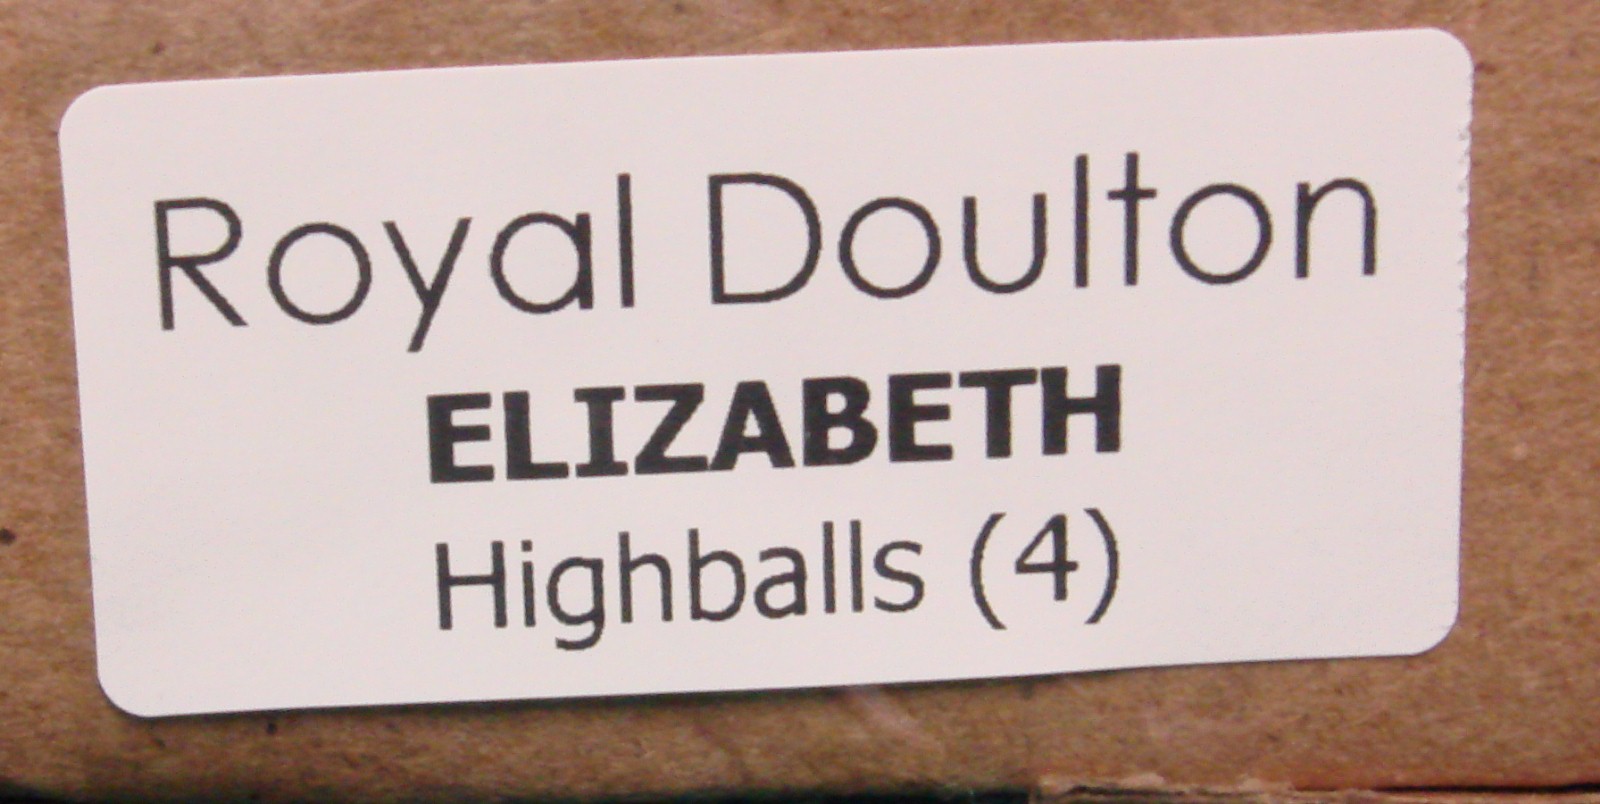 Royal Doulton
ELIZABETH
Highballs (4)